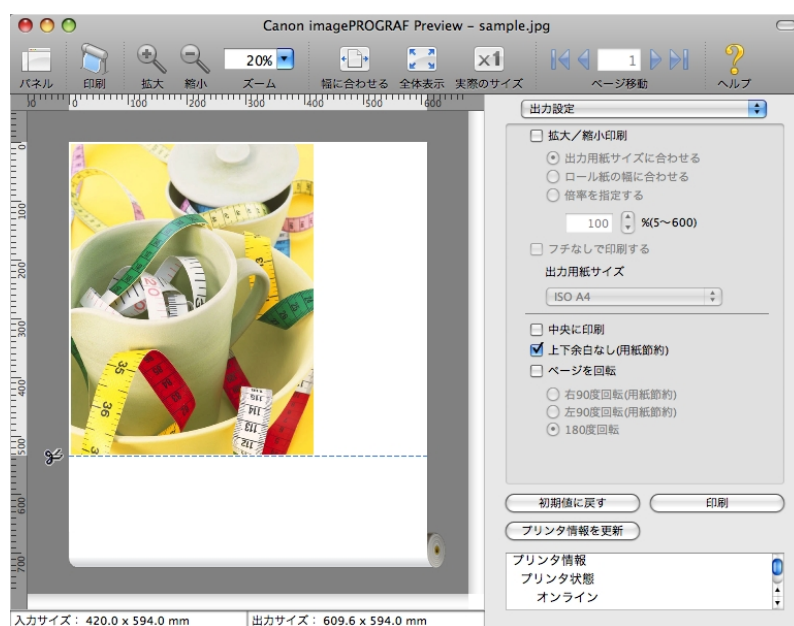 Canon imagePROGRAF Preview – sample.jpg
20%
1
パネル 印刷 拡大 縮小 ズーム 幅に合わせる 全体表示 実際のサイズ ページ移動 ヘルプ
0 100 200 300 400 500 600
0
100
200
300
400
500
600
700
出力設定
拡大/縮小印刷
出力用紙サイズに合わせる
ロール紙の幅に合わせる
倍率を指定する
100 %(5〜600)
フチなしで印刷する
出力用紙サイズ
ISO A4
中央に印刷
上下余白なし(用紙節約)
ページを回転
右90度回転(用紙節約)
左90度回転(用紙節約)
180度回転
初期値に戻す 印刷
プリンタ情報を更新
プリンタ情報
プリンタ状態
オンライン
入力サイズ: 420.0 x 594.0 mm 出力サイズ: 609.6 x 594.0 mm